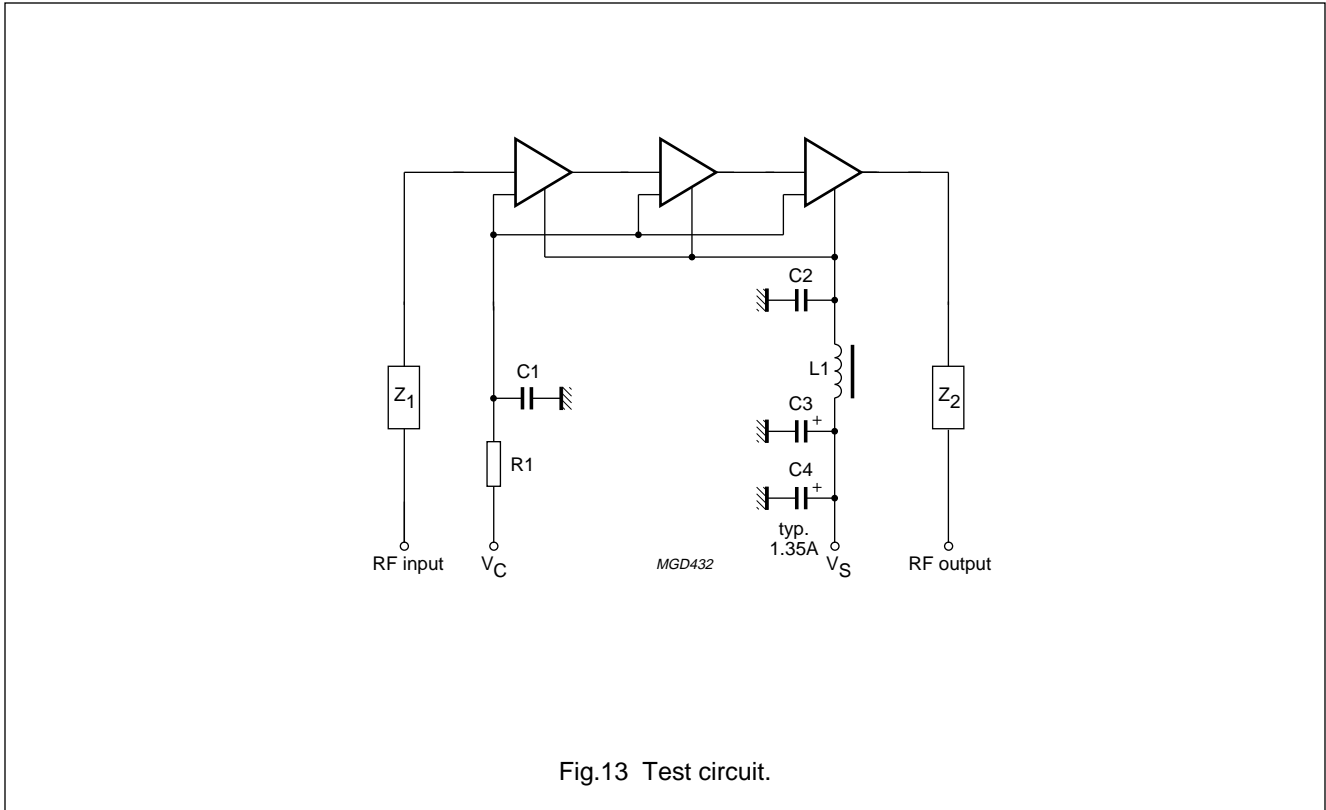 C2
L1
C1
Z1
Z2
C3
+
R1
C4
+
typ.
1.35A
RF input
VC
MGD432
VS
RF output
Fig.13 Test circuit.